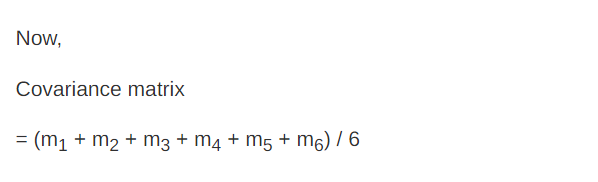 Now,
Covariance matrix
= (m₁ + m₂ + m₃ + m₄ + m₅ + m₆) / 6